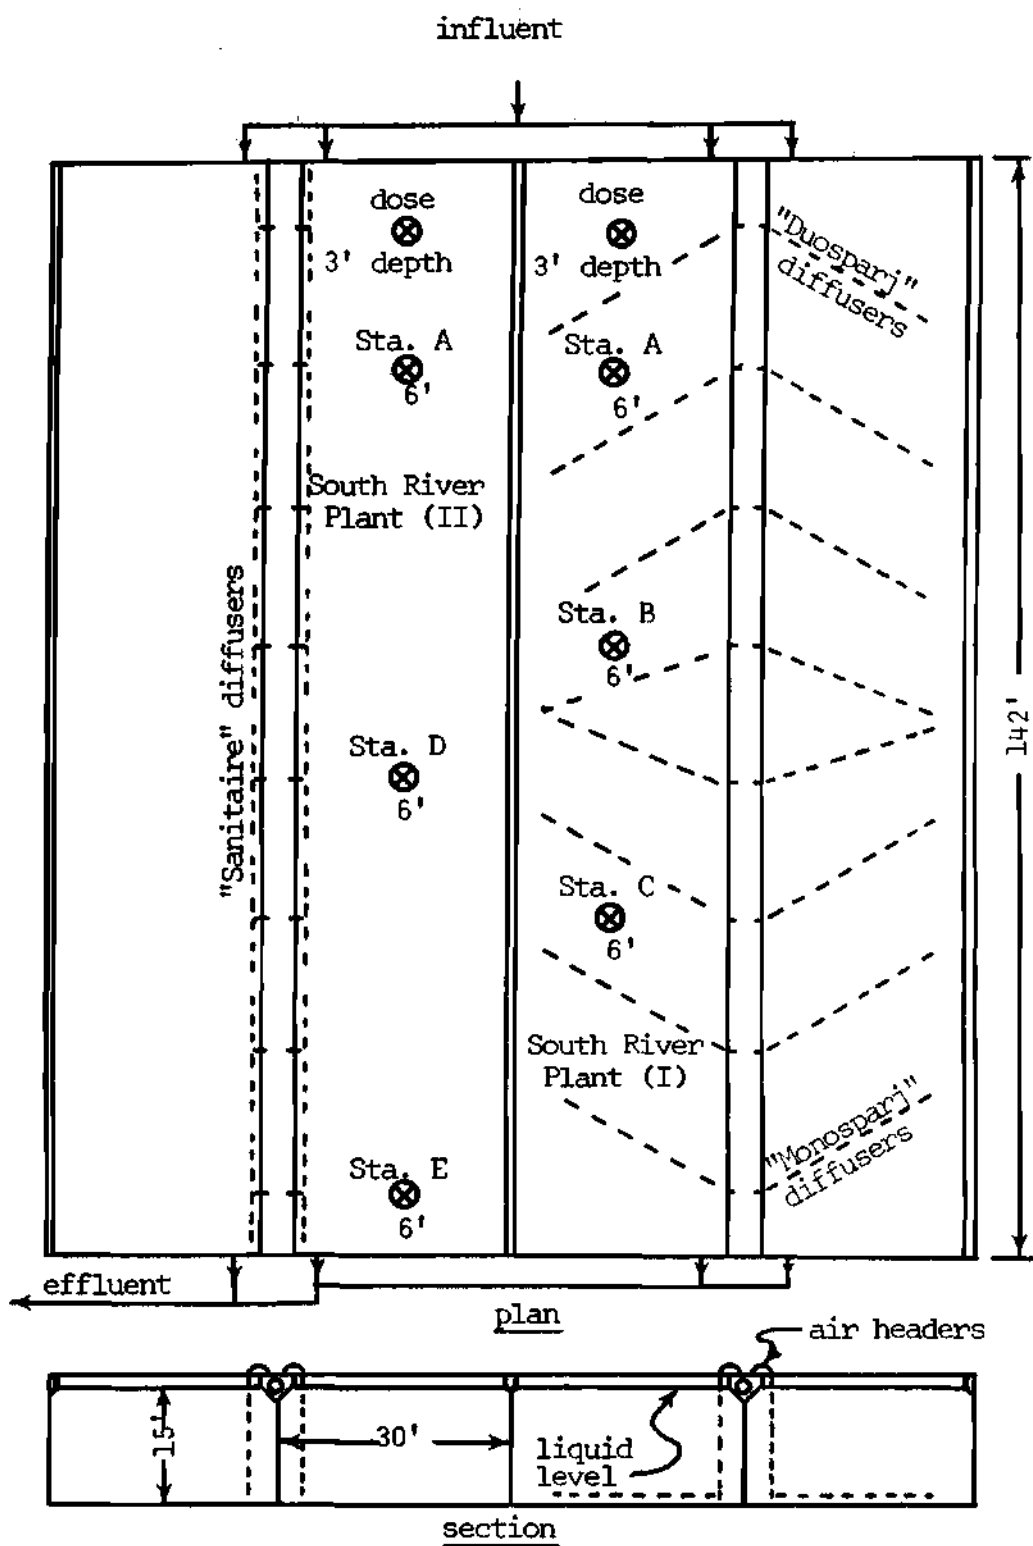 influent
dose
3' depth
dose
3' depth
"Duosparj"
diffusers
Sta. A
6'
Sta. A
6'
South River
Plant (II)
"Sanitaire" diffusers
Sta. B
6'
142'
Sta. D
6'
Sta. C
6'
South River
Plant (I)
"Monosparj"
diffusers
Sta. E
6'
effluent
plan
air headers
15'
30'
liquid
level
section